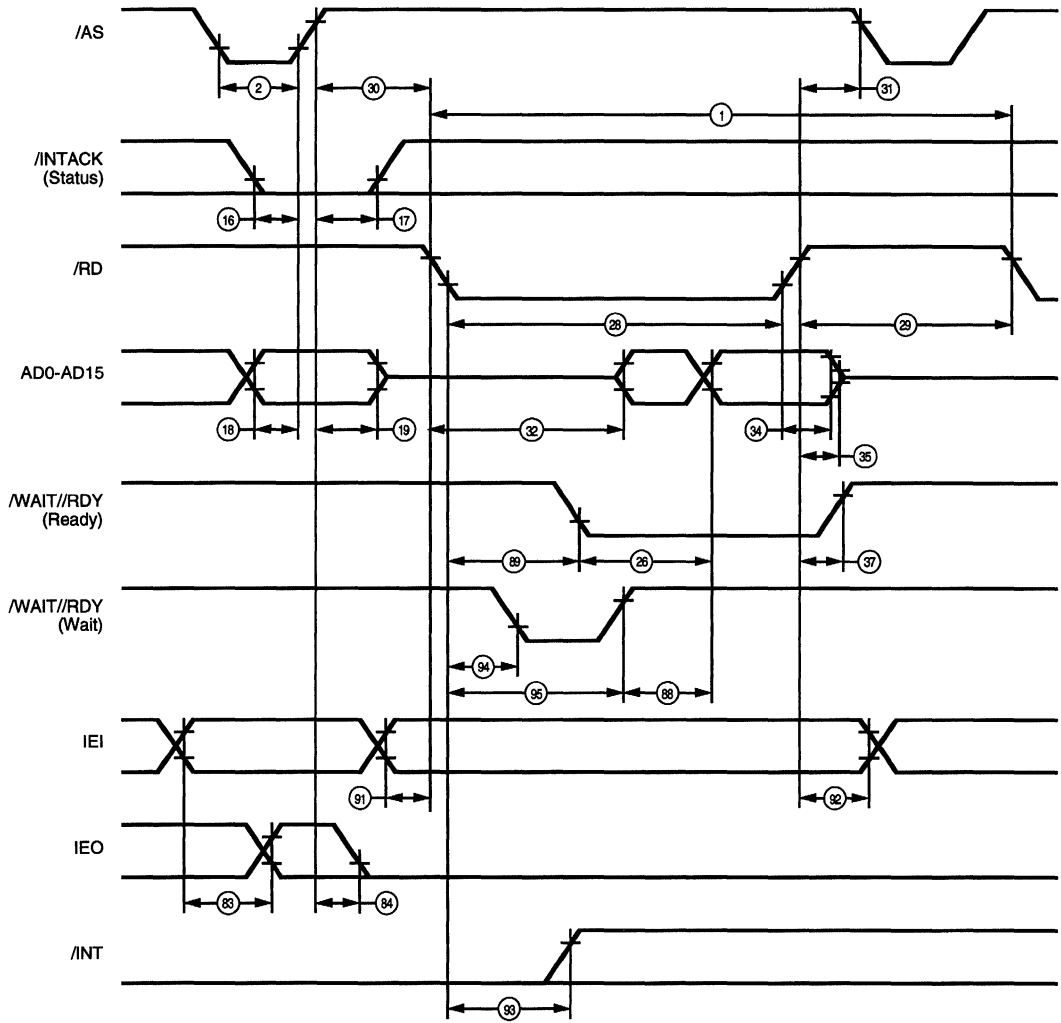 /AS
2
30
31
1
/INTACK
(Status)
16
17
/RD
28
29
AD0-AD15
18
19
32
34
35
/WAIT//RDY
(Ready)
89
26
37
/WAIT//RDY
(Wait)
94
95
88
IEI
91
92
IEO
83
84
/INT
93